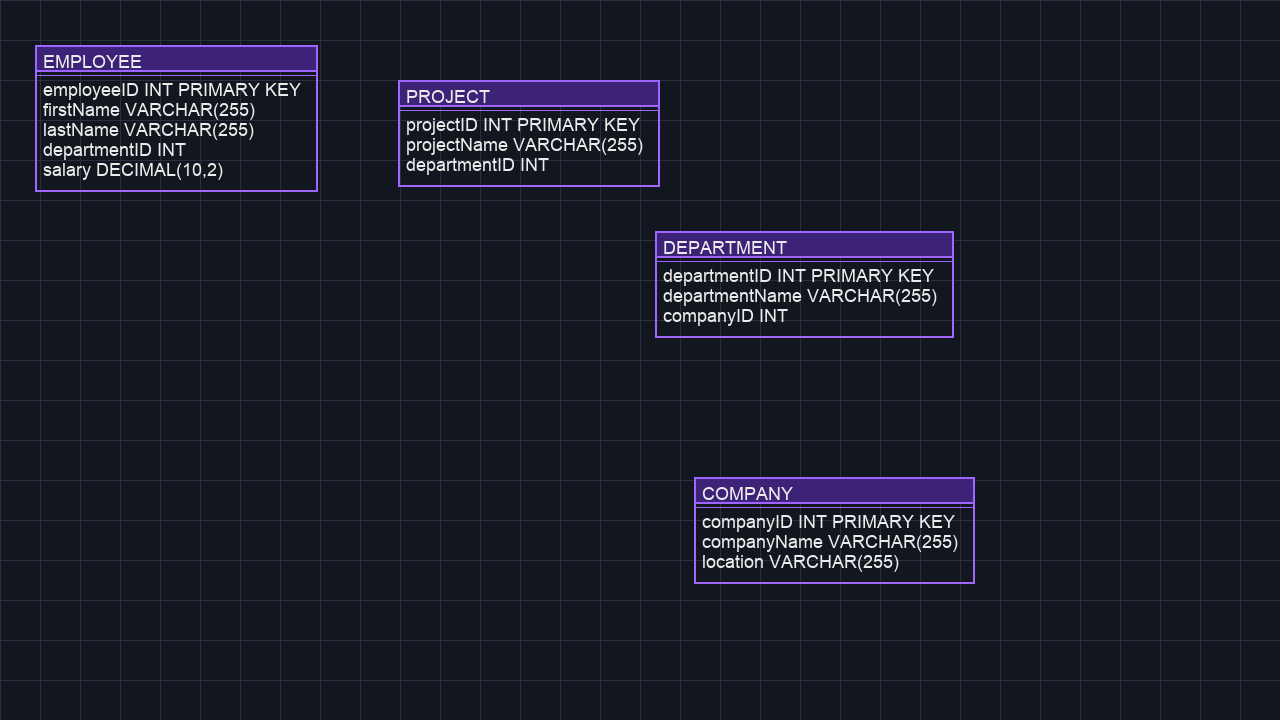 EMPLOYEE
employeeID INT PRIMARY KEY
firstName VARCHAR(255)
lastName VARCHAR(255)
departmentID INT
salary DECIMAL(10,2)
PROJECT
projectID INT PRIMARY KEY
projectName VARCHAR(255)
departmentID INT
DEPARTMENT
departmentID INT PRIMARY KEY
departmentName VARCHAR(255)
companyID INT
COMPANY
companyID INT PRIMARY KEY
companyName VARCHAR(255)
location VARCHAR(255)